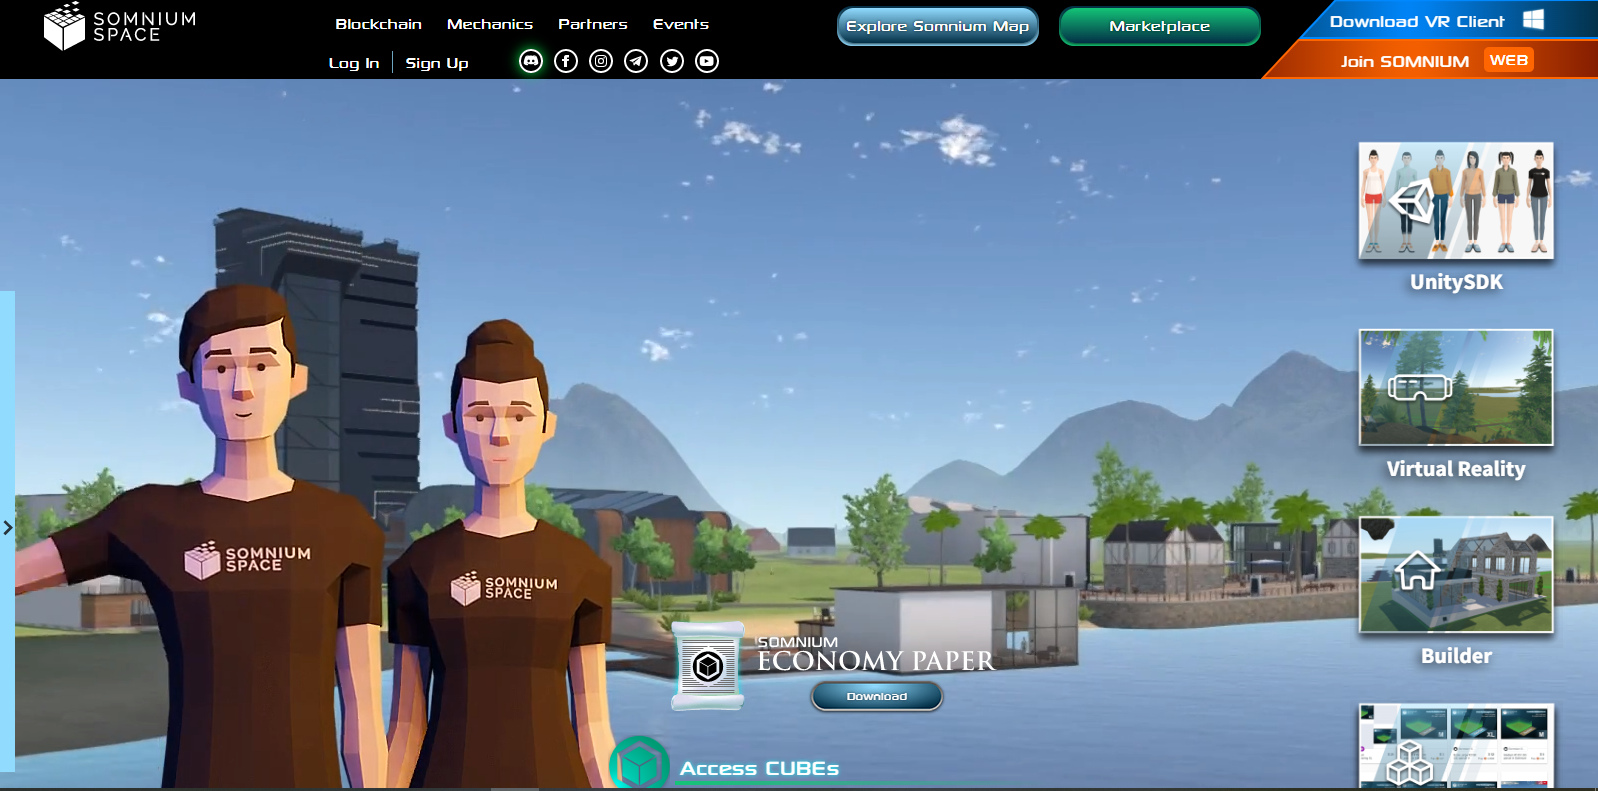 SOMNIUM
SPACE
Blockchain
Mechanics
Partners
Events
Log In
Sign Up
Explore Somnium Map
Marketplace
Download VR Client
Join SOMNIUM WEB
UnitySDK
Virtual Reality
Builder
SOMNIUM
SPACE
SOMNIUM
SPACE
SOMNIUM
ECONOMY PAPER
Download
Access CUBEs